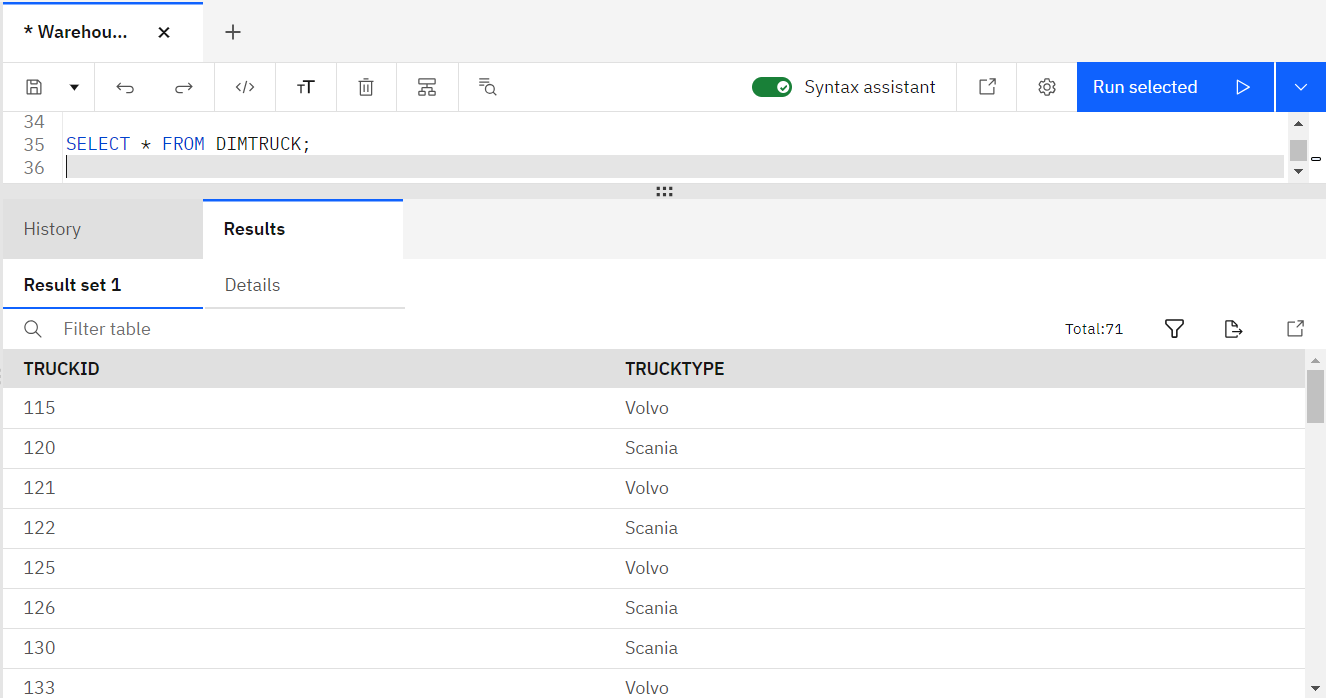 * Warehou...
Syntax assistant
Run selected
34
35 SELECT * FROM DIMTRUCK;
36
History Results
Result set 1 Details
Filter table Total:71
TRUCKID TRUCKTYPE
115 Volvo
120 Scania
121 Volvo
122 Scania
125 Volvo
126 Scania
130 Scania
133 Volvo